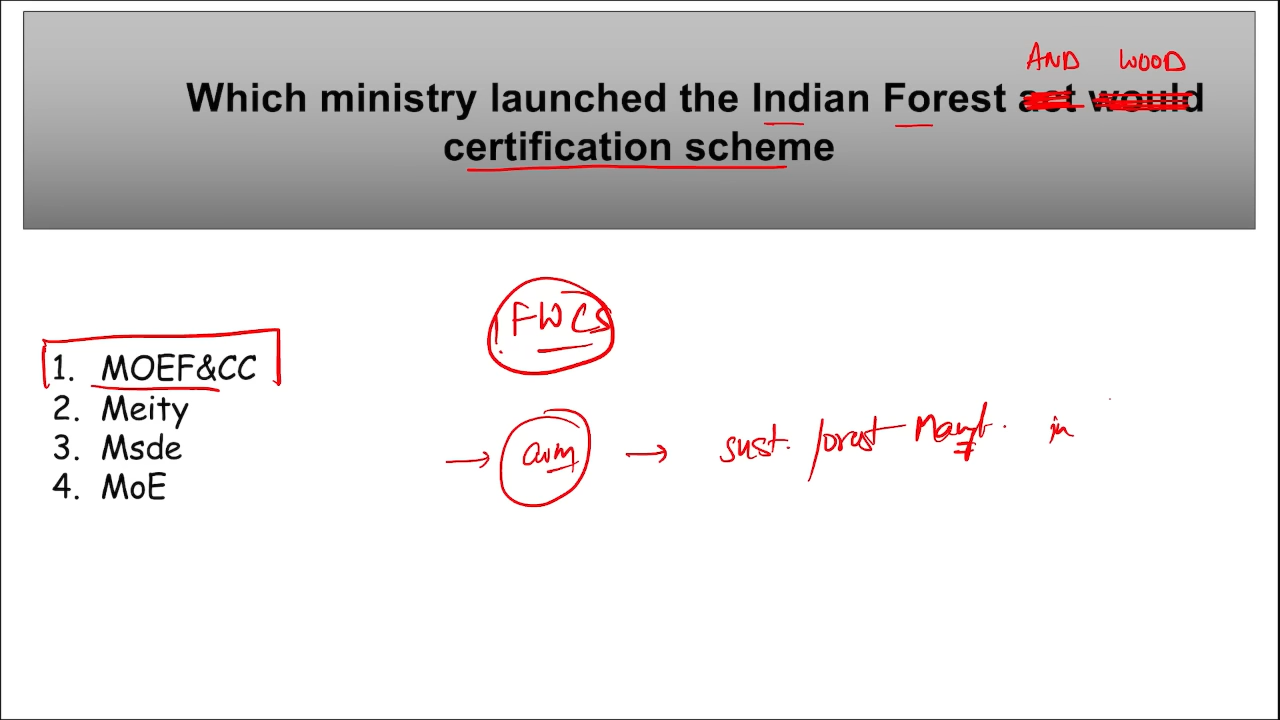 AND WOOD
Which ministry launched the Indian Forest act would
certification scheme
FWCS
1. MOEF&CC
2. Meity
3. Msde
4. MoE
→ aim → sust. forest Mangt. in